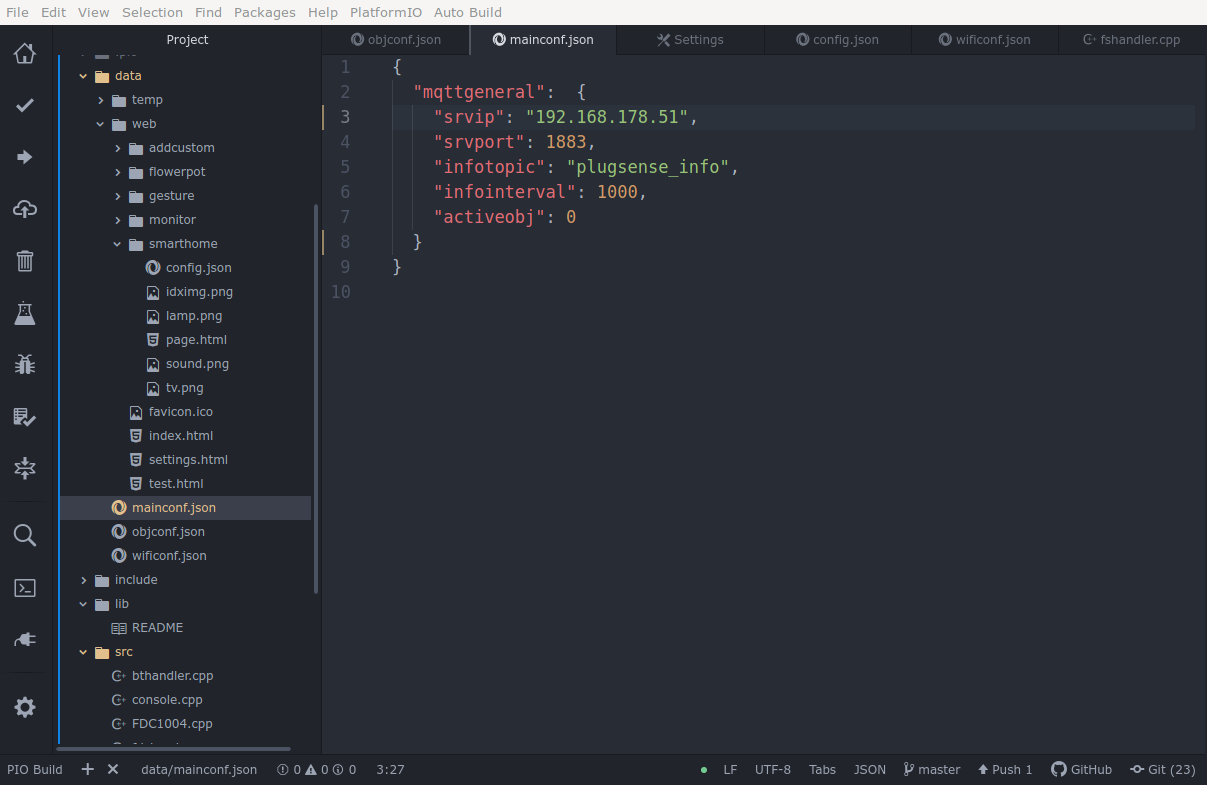 File Edit View Selection Find Packages Help PlatformIO Auto Build
Project
objconf.json mainconf.json Settings config.json wificonf.json fshandler.cpp
data
temp
web
addcustom
flowerpot
gesture
monitor
smarthome
config.json
idximg.png
lamp.png
page.html
sound.png
tv.png
favicon.ico
index.html
settings.html
test.html
mainconf.json
objconf.json
wificonf.json
include
lib
README
src
bthandler.cpp
console.cpp
FDC1004.cpp
1 {
2 "mqttgeneral":  {
3 "srvip": "192.168.178.51",
4 "srvport": 1883,
5 "infotopic": "plugsense_info",
6 "infointerval": 1000,
7 "activeobj": 0
8 }
9 }
10
PIO Build data/mainconf.json 0 0 0 3:27 LF UTF-8 Tabs JSON master Push 1 GitHub Git (23)